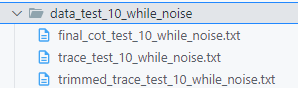 data_test_10_while_noise
final_cot_test_10_while_noise.txt
trace_test_10_while_noise.txt
trimmed_trace_test_10_while_noise.txt